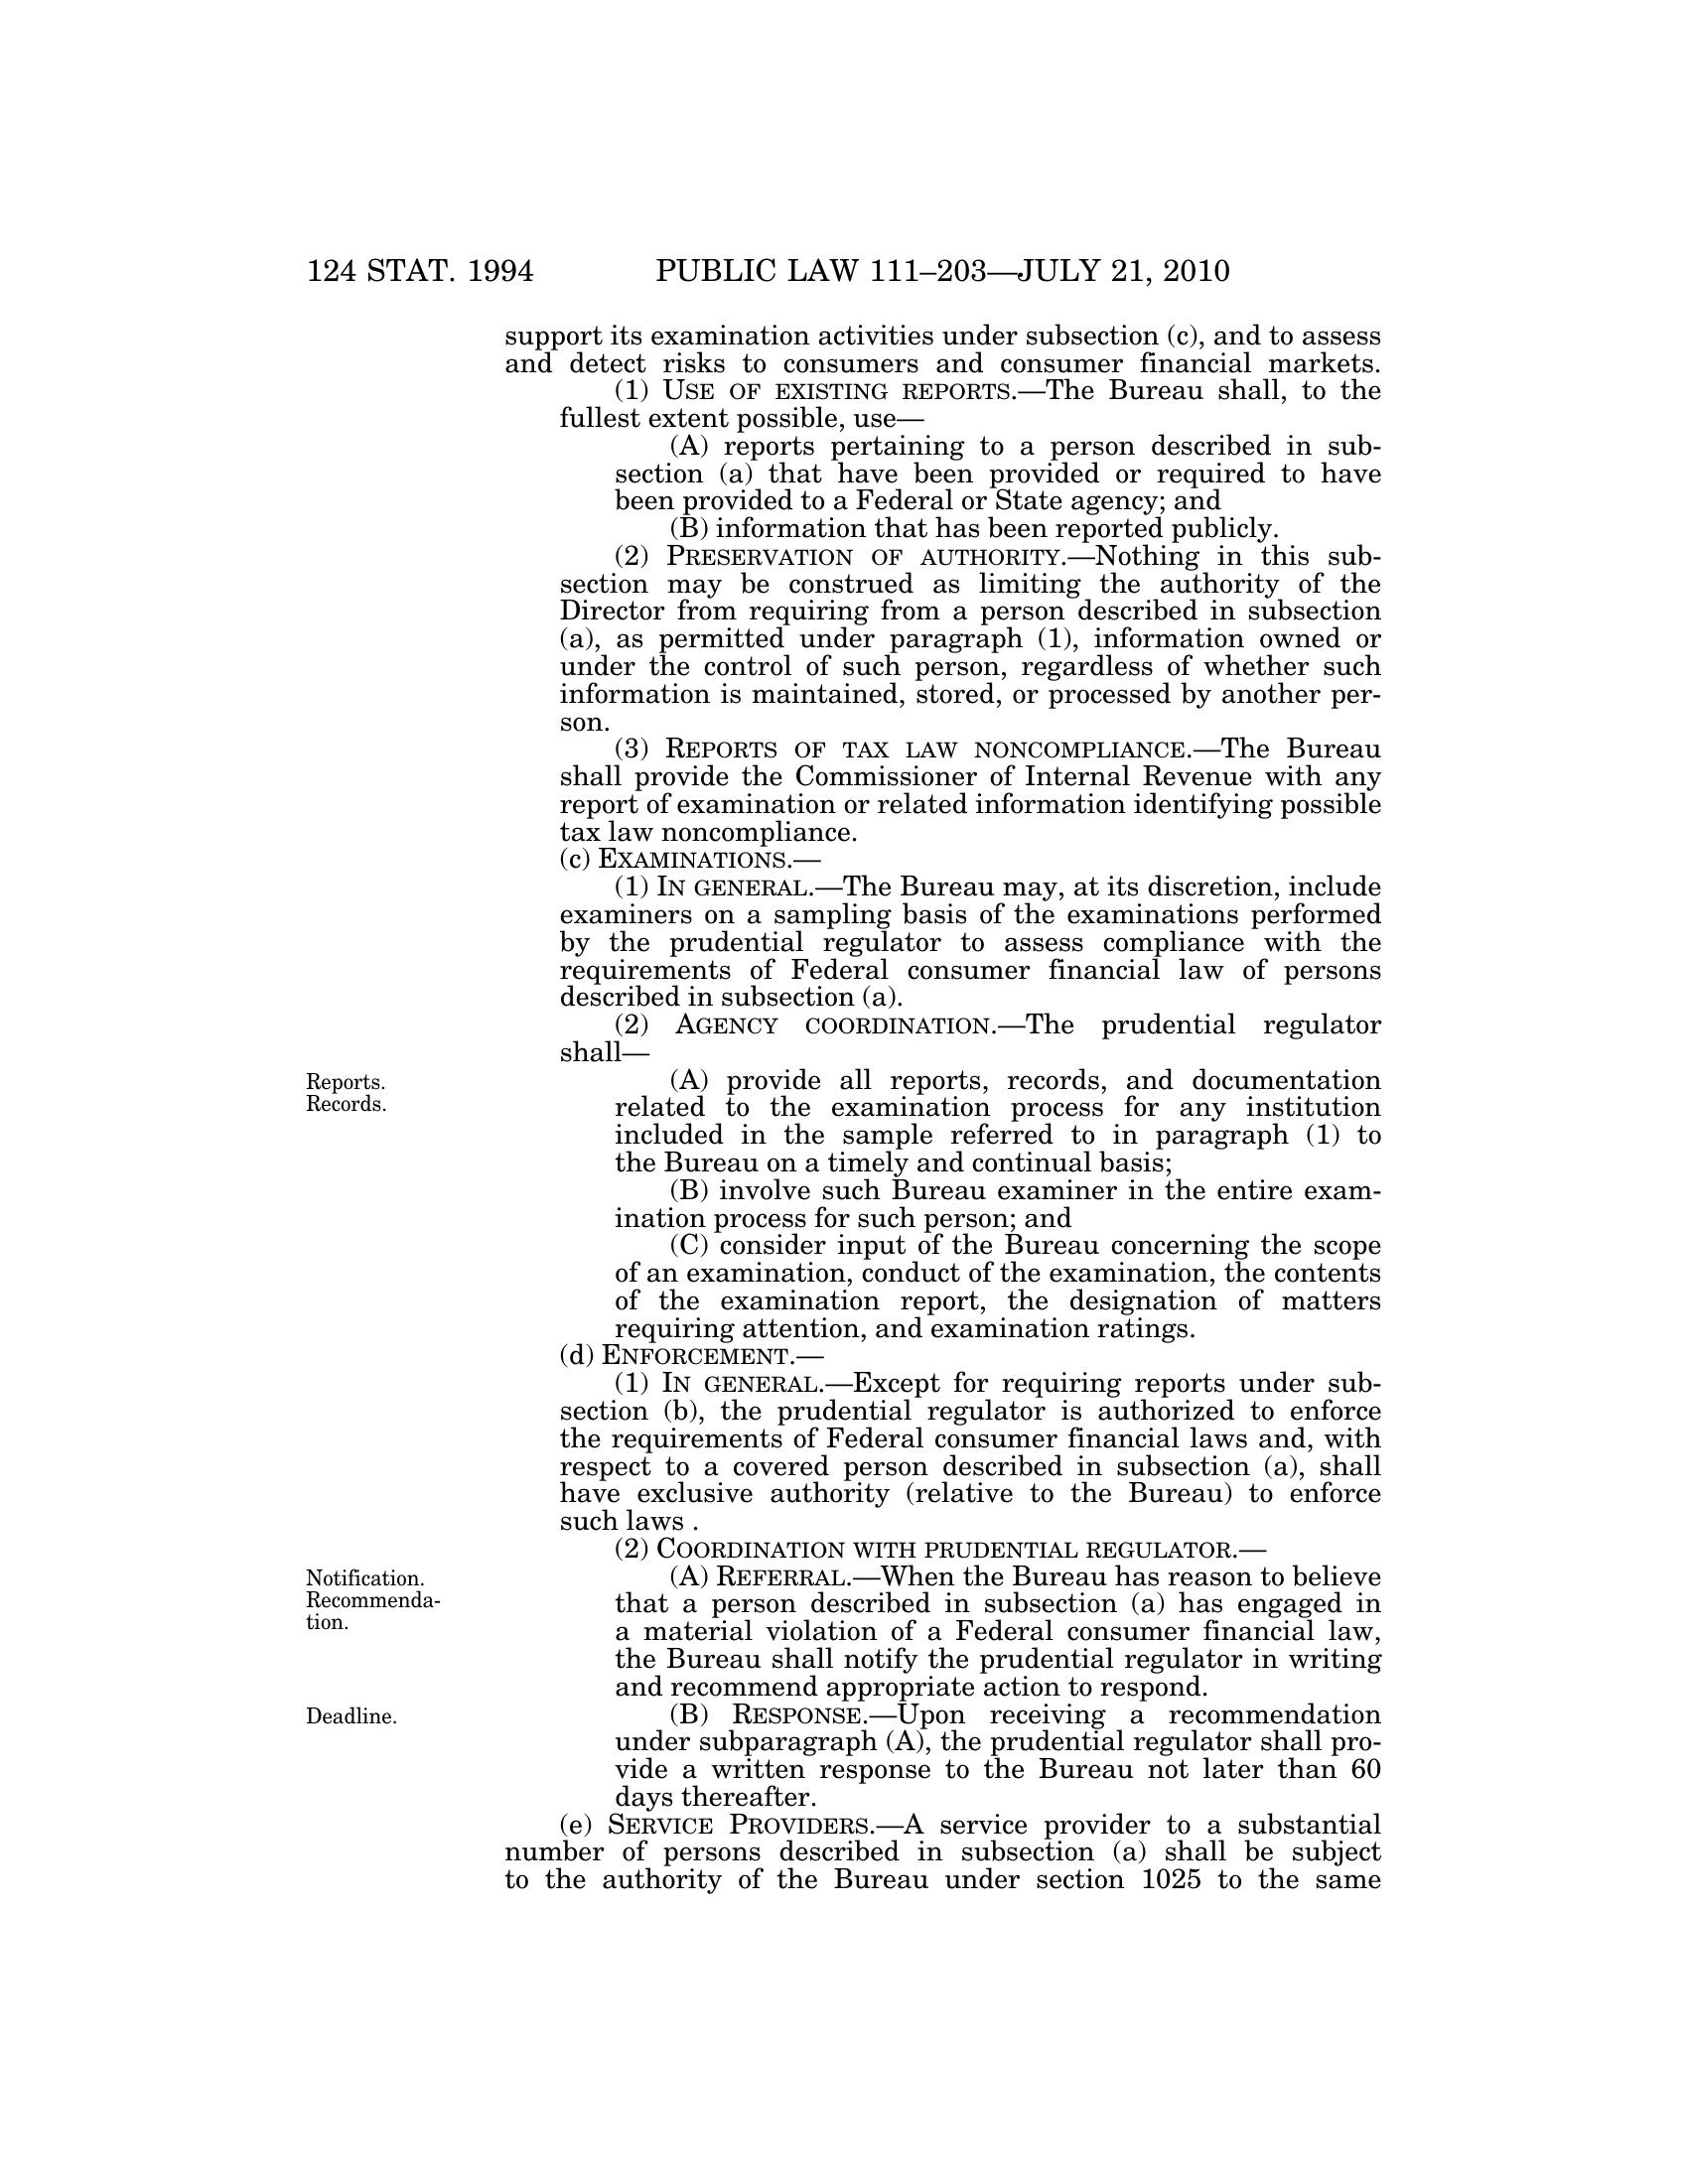 124 STAT. 1994 PUBLIC LAW 111–203—JULY 21, 2010
support its examination activities under subsection (c), and to assess
and detect risks to consumers and consumer financial markets.
(1) USE OF EXISTING REPORTS.—The Bureau shall, to the
fullest extent possible, use—
(A) reports pertaining to a person described in sub-
section (a) that have been provided or required to have
been provided to a Federal or State agency; and
(B) information that has been reported publicly.
(2) PRESERVATION OF AUTHORITY.—Nothing in this sub-
section may be construed as limiting the authority of the
Director from requiring from a person described in subsection
(a), as permitted under paragraph (1), information owned or
under the control of such person, regardless of whether such
information is maintained, stored, or processed by another per-
son.
(3) REPORTS OF TAX LAW NONCOMPLIANCE.—The Bureau
shall provide the Commissioner of Internal Revenue with any
report of examination or related information identifying possible
tax law noncompliance.
(c) EXAMINATIONS.—
(1) IN GENERAL.—The Bureau may, at its discretion, include
examiners on a sampling basis of the examinations performed
by the prudential regulator to assess compliance with the
requirements of Federal consumer financial law of persons
described in subsection (a).
(2) AGENCY COORDINATION.—The prudential regulator
shall—
Reports.
Records.
(A) provide all reports, records, and documentation
related to the examination process for any institution
included in the sample referred to in paragraph (1) to
the Bureau on a timely and continual basis;
(B) involve such Bureau examiner in the entire exam-
ination process for such person; and
(C) consider input of the Bureau concerning the scope
of an examination, conduct of the examination, the contents
of the examination report, the designation of matters
requiring attention, and examination ratings.
(d) ENFORCEMENT.—
(1) IN GENERAL.—Except for requiring reports under sub-
section (b), the prudential regulator is authorized to enforce
the requirements of Federal consumer financial laws and, with
respect to a covered person described in subsection (a), shall
have exclusive authority (relative to the Bureau) to enforce
such laws .
(2) COORDINATION WITH PRUDENTIAL REGULATOR.—
Notification.
Recommenda-
tion.
(A) REFERRAL.—When the Bureau has reason to believe
that a person described in subsection (a) has engaged in
a material violation of a Federal consumer financial law,
the Bureau shall notify the prudential regulator in writing
and recommend appropriate action to respond.
Deadline.
(B) RESPONSE.—Upon receiving a recommendation
under subparagraph (A), the prudential regulator shall pro-
vide a written response to the Bureau not later than 60
days thereafter.
(e) SERVICE PROVIDERS.—A service provider to a substantial
number of persons described in subsection (a) shall be subject
to the authority of the Bureau under section 1025 to the same